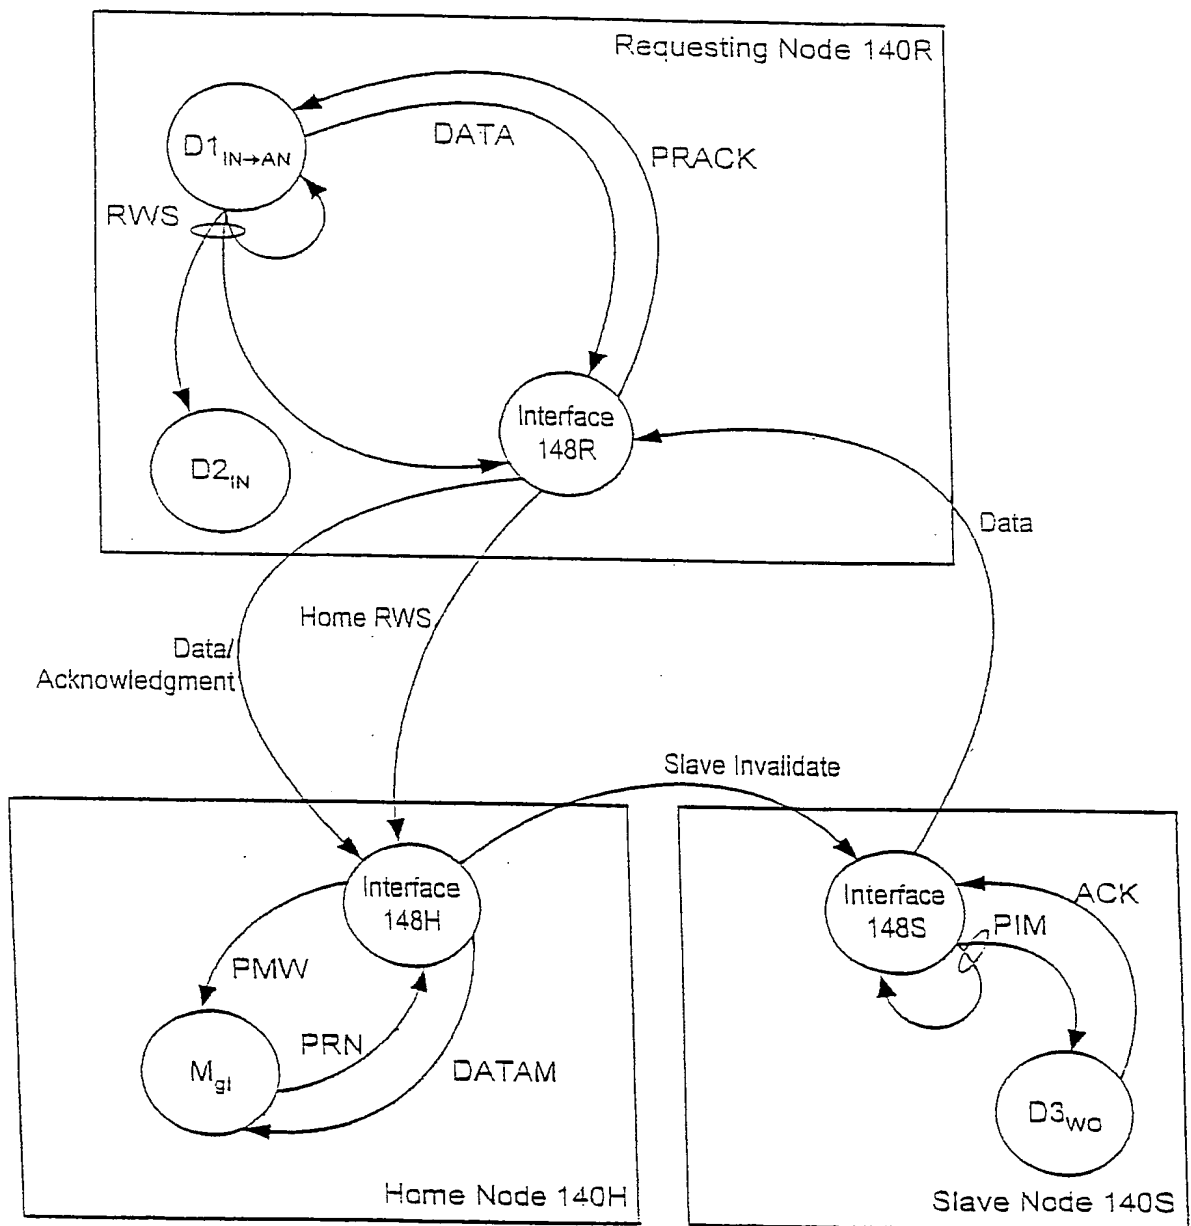 Requesting Node 140R
D1IN→AN
DATA
PRACK
RWS
Interface
148R
D2IN
Data
Home RWS
Data/
Acknowledgment
Slave Invalidate
Interface
148H
Interface
148S
ACK
PIM
PMW
PRN
Mgl
DATAM
D3WO
Home Node 140H
Slave Node 140S